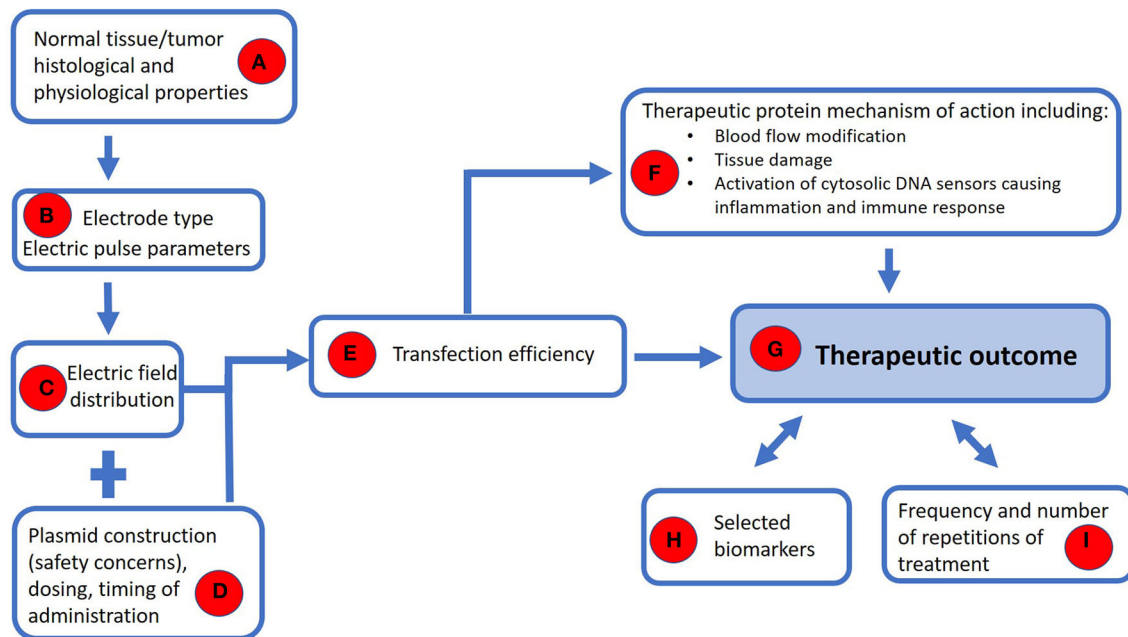 Normal tissue/tumor
histological and
physiological properties
A
B
Electrode type
Electric pulse parameters
C
Electric field
distribution
Plasmid construction
(safety concerns),
dosing, timing of
administration
D
E
Transfection efficiency
Therapeutic protein mechanism of action including:
• Blood flow modification
• Tissue damage
• Activation of cytosolic DNA sensors causing
inflammation and immune response
F
G
Therapeutic outcome
H
Selected
biomarkers
Frequency and number
of repetitions of
treatment
I